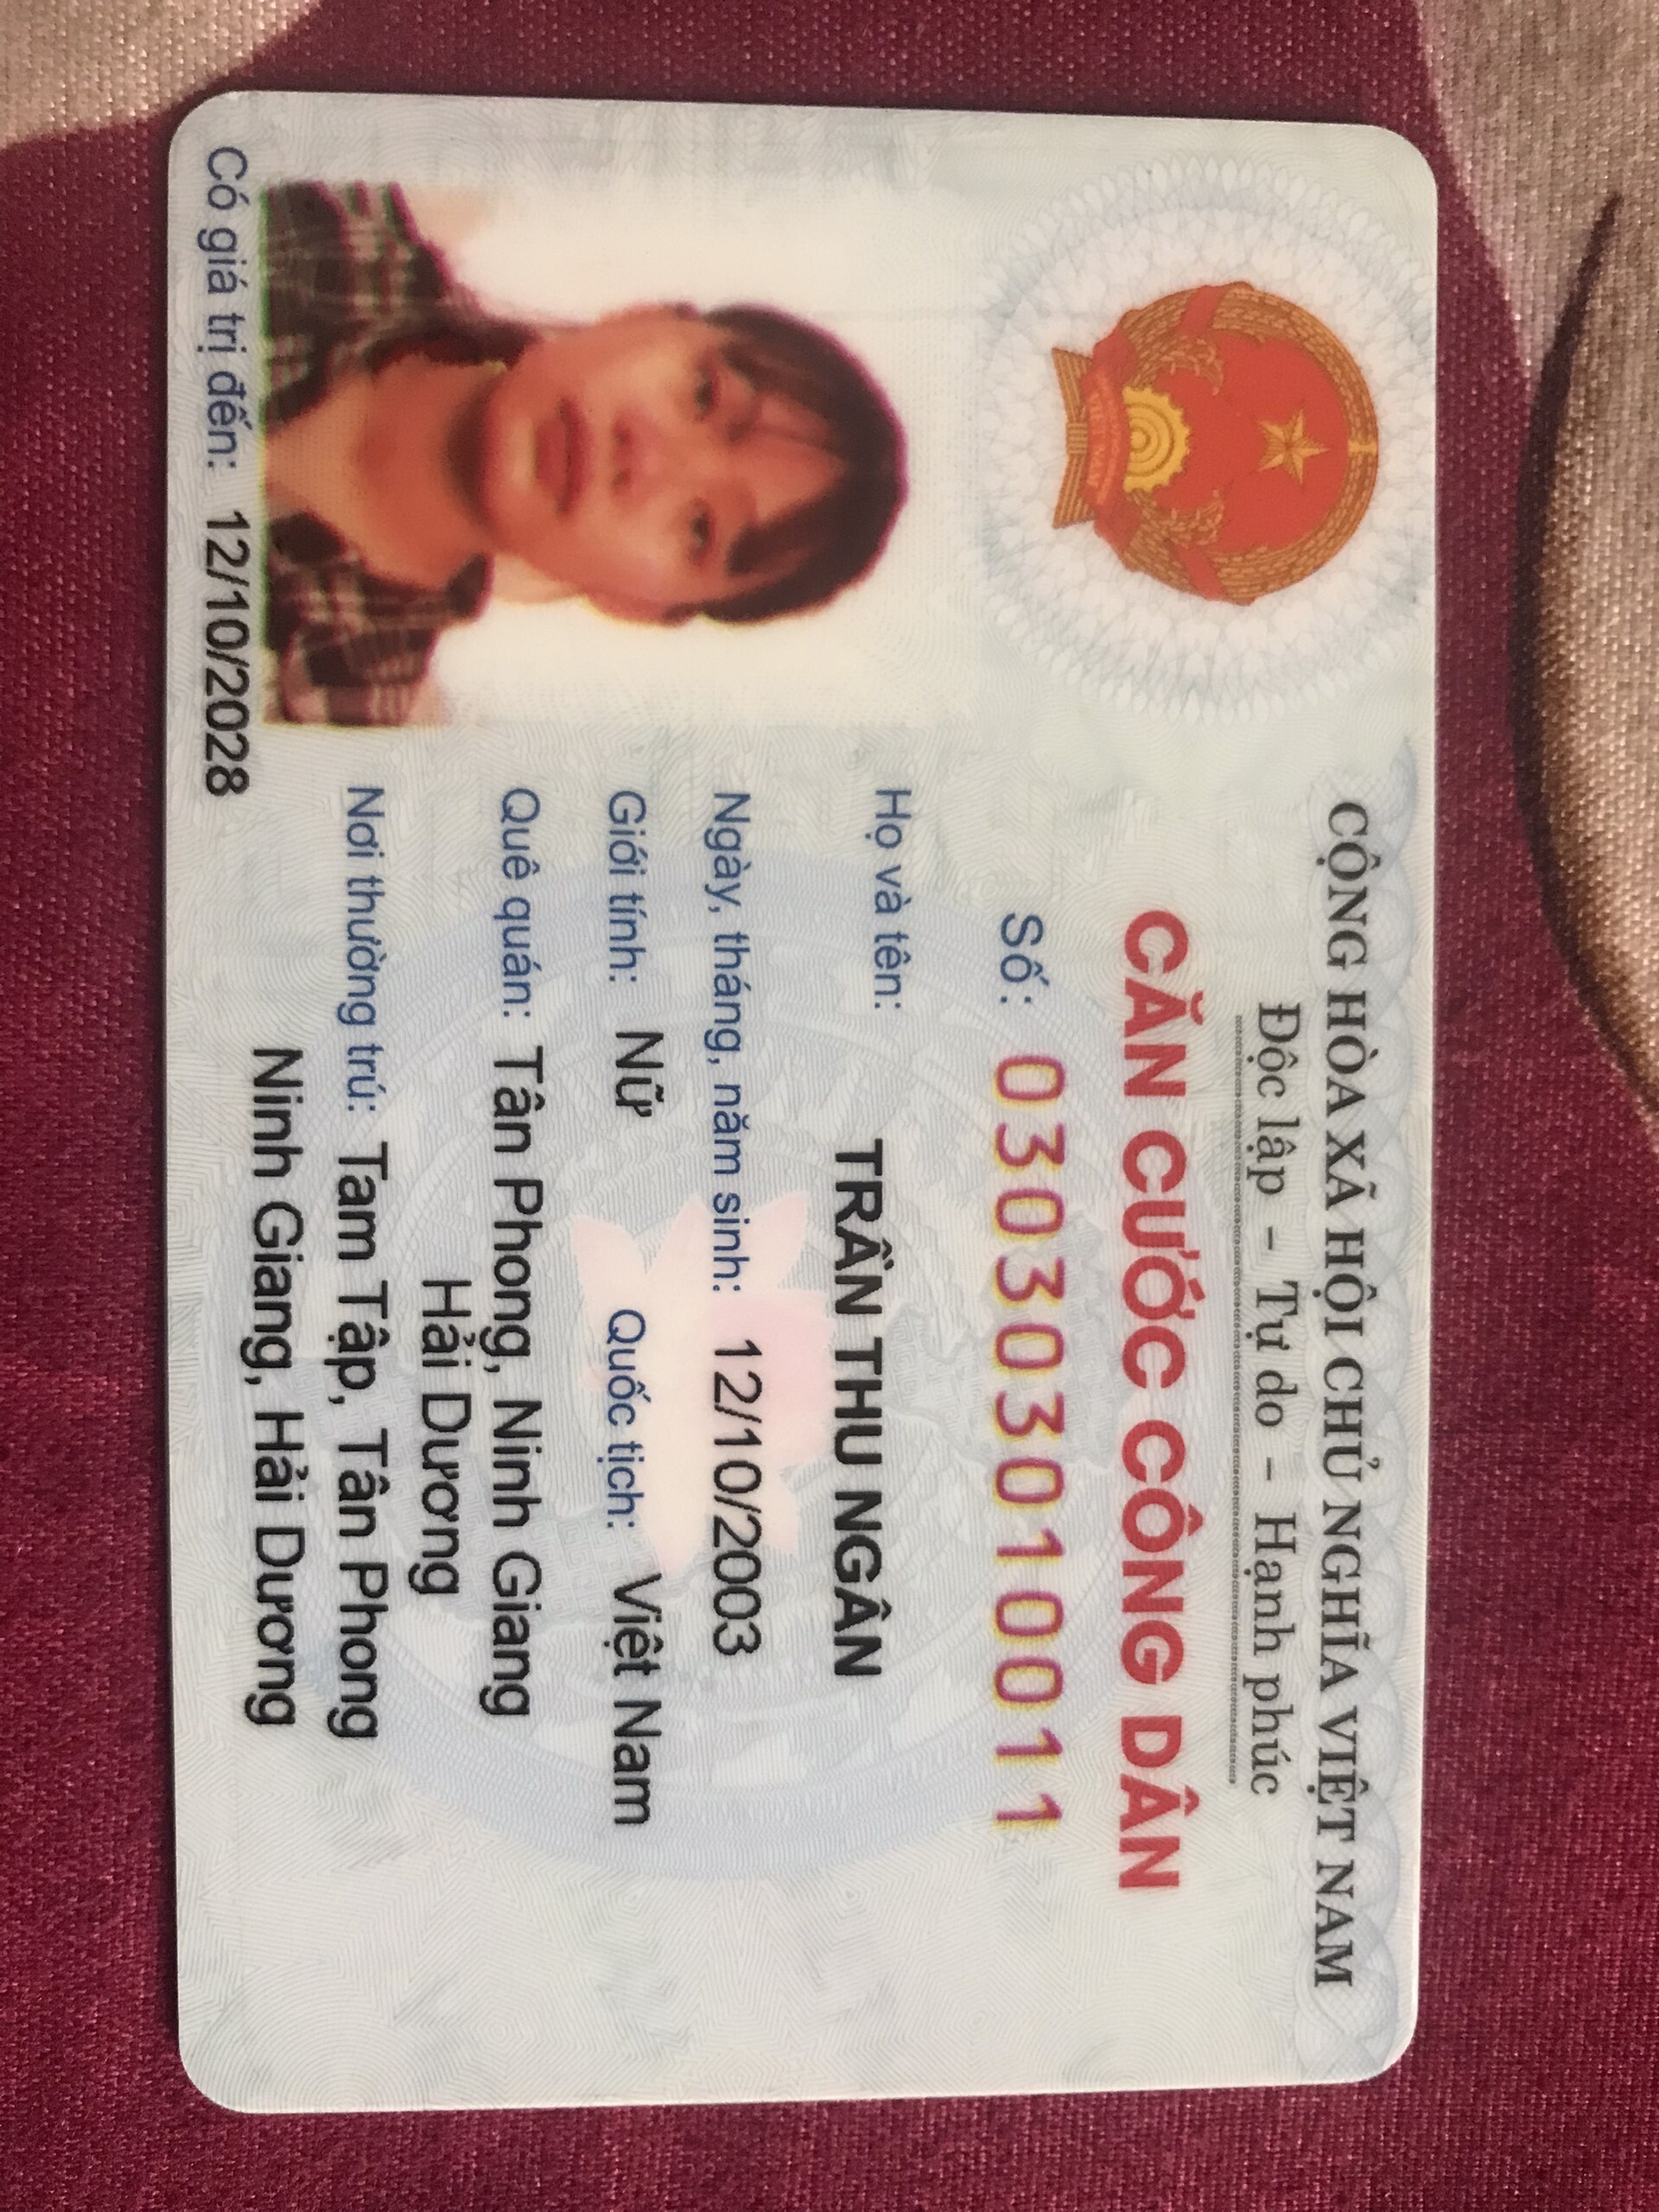 CỘNG HÒA XÃ HỘI CHỦ NGHĨA VIỆT NAM
Độc lập - Tự do - Hạnh phúc
CĂN CƯỚC CÔNG DÂN
Số: 030303010011
Họ và tên:
TRẦN THU NGÂN
Ngày, tháng, năm sinh: 12/10/2003
Giới tính: Nữ Quốc tịch: Việt Nam
Quê quán: Tân Phong, Ninh Giang
Hải Dương
Nơi thường trú: Tam Tập, Tân Phong
Ninh Giang, Hải Dương
Có giá trị đến: 12/10/2028